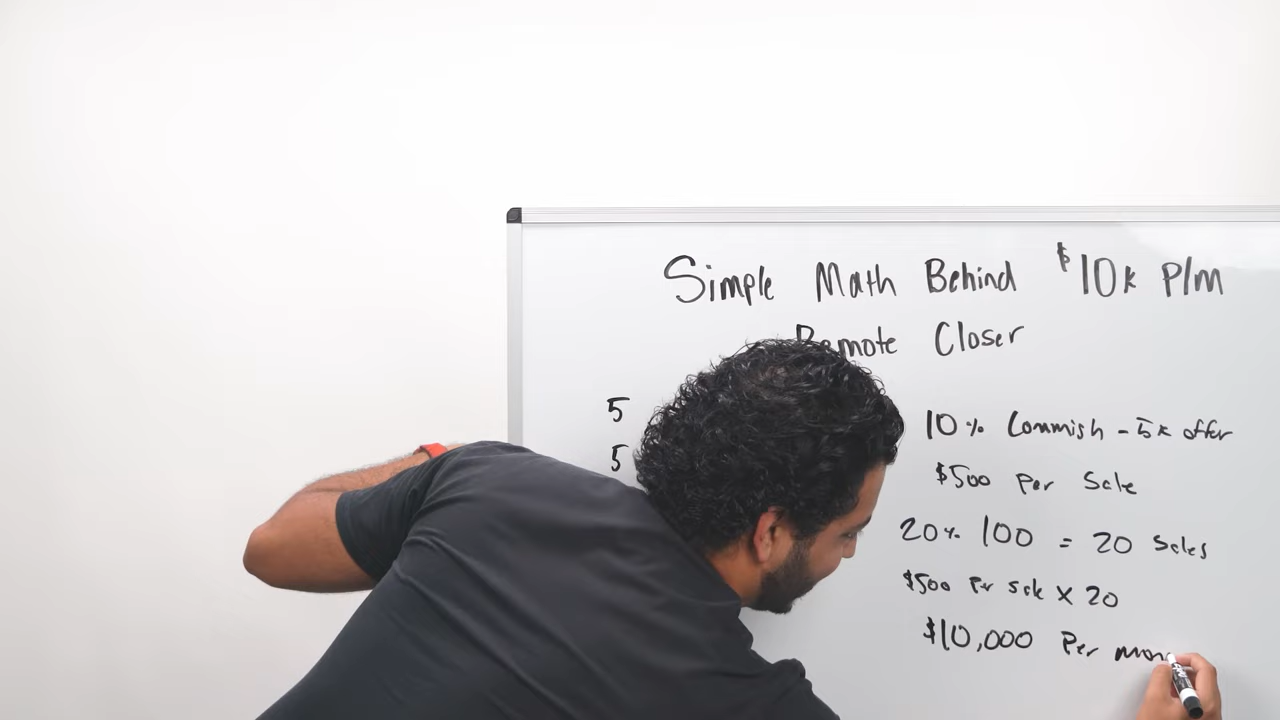 Simple Math Behind $10k P/m
Remote Closer
5
5
10% Commish - 5k offer
$500 Per Sale
20% 100 = 20 Sales
$500 Per sale X 20
$10,000 Per mon